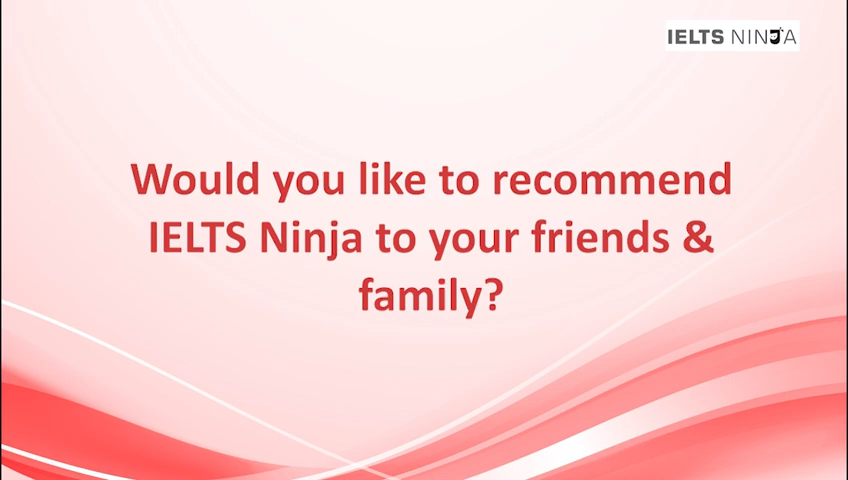 IELTS NINJA
Would you like to recommend
IELTS Ninja to your friends &
family?